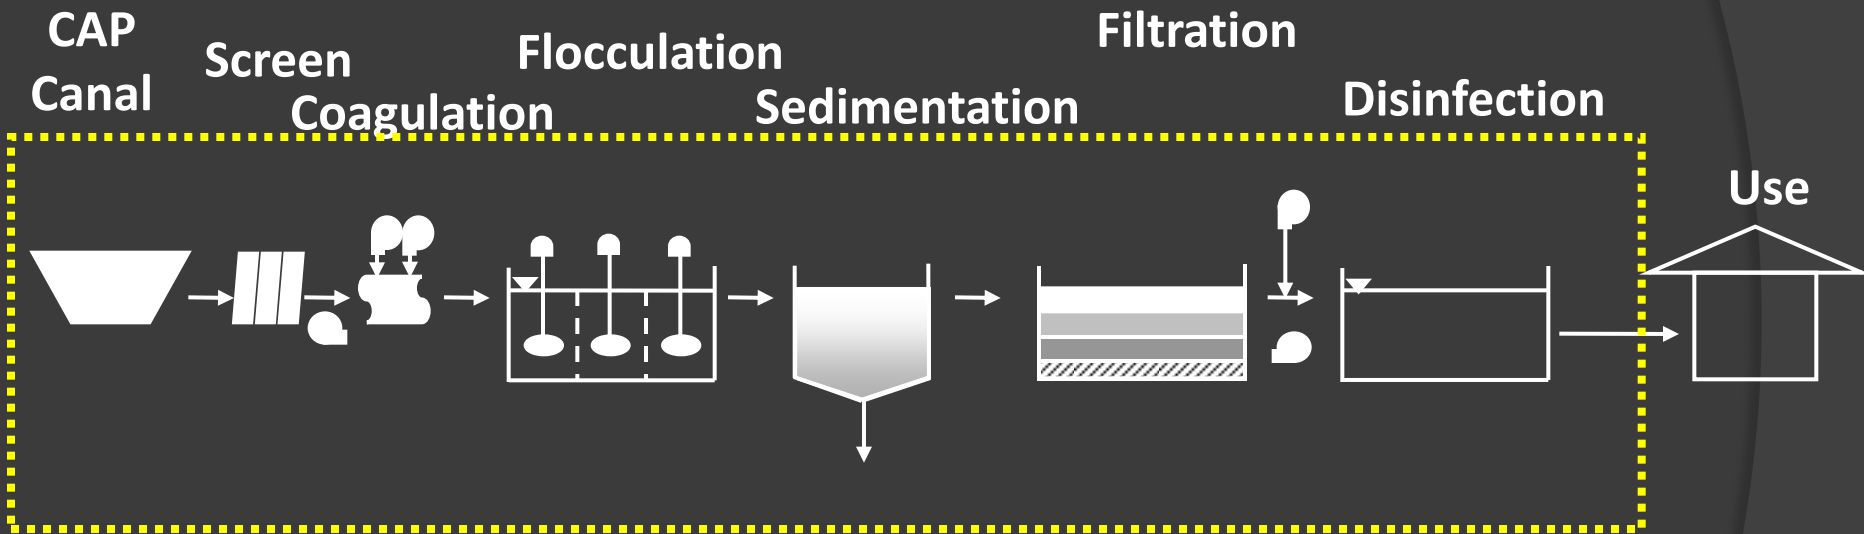 CAP
Canal
Screen
Coagulation
Flocculation
Sedimentation
Filtration
Disinfection
Use